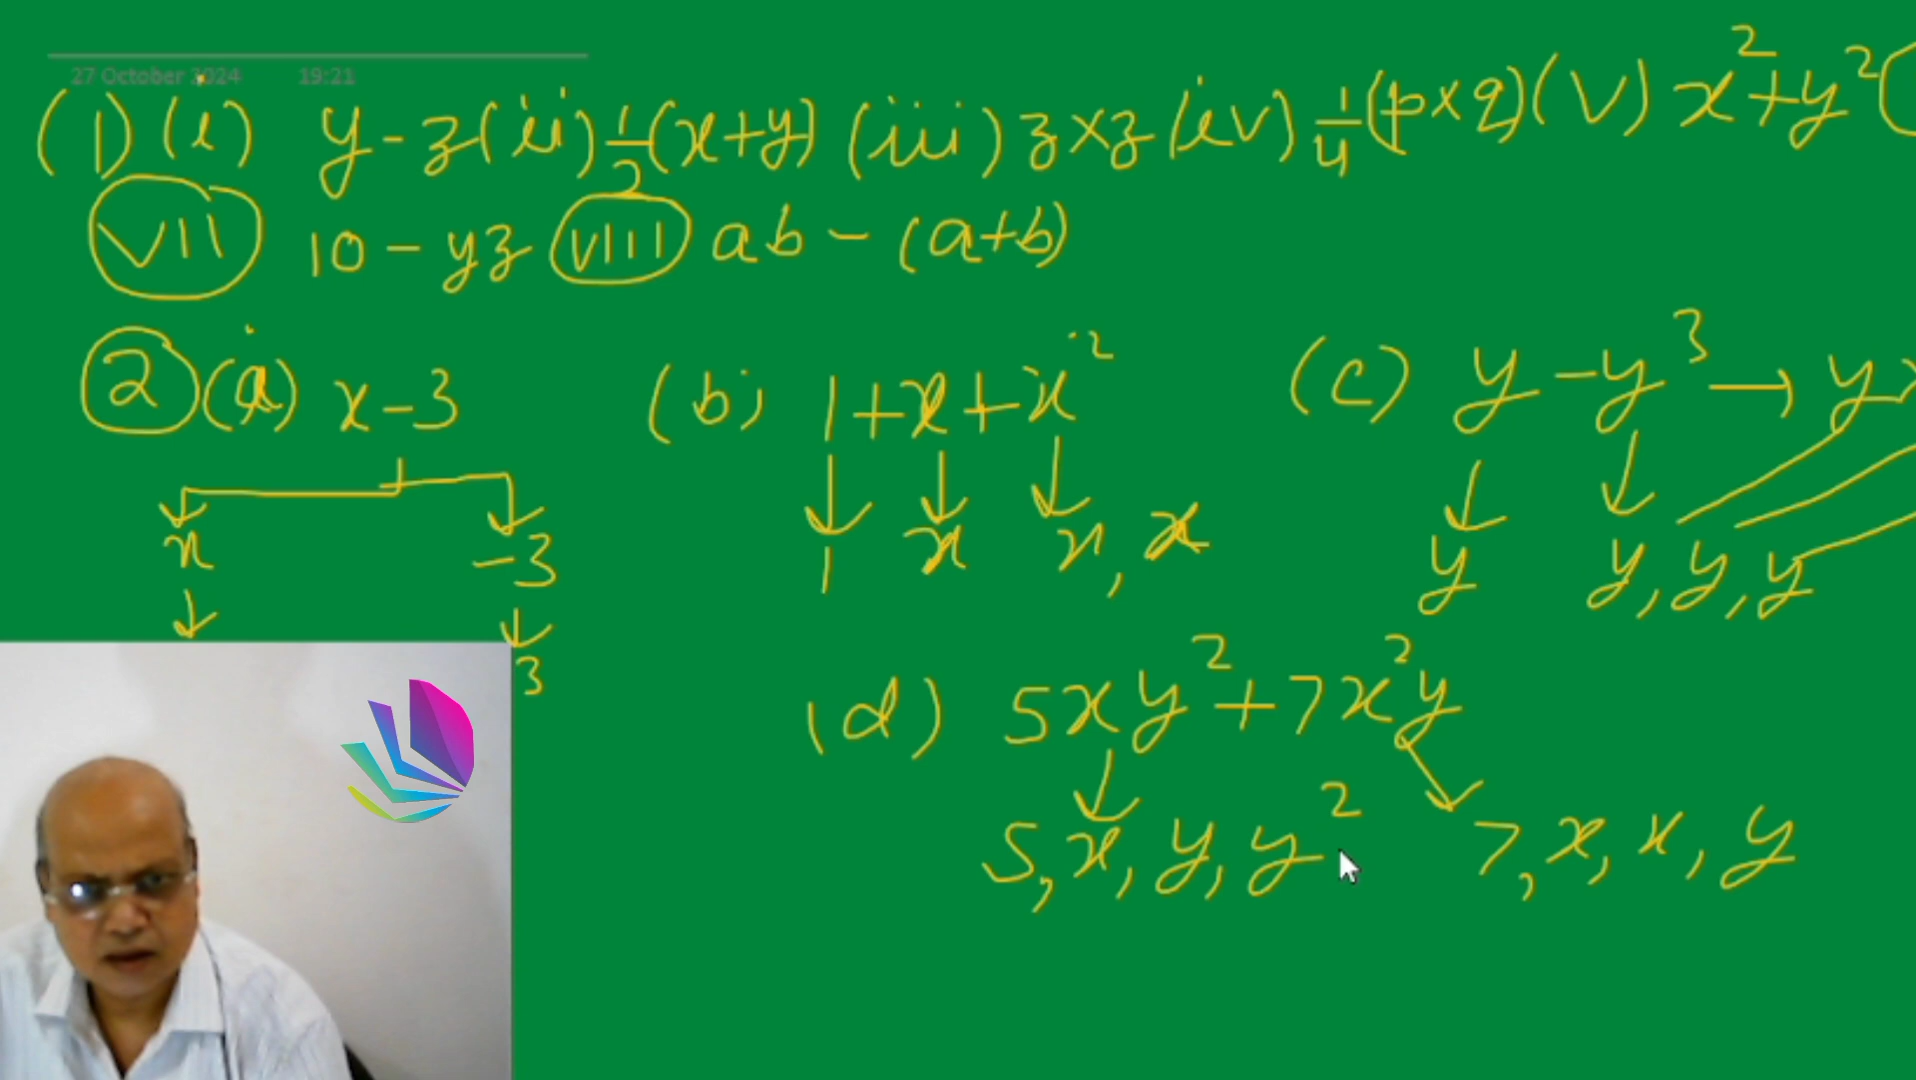 27 October 2024 19:21
(1) (i) y - z (ii) 1/2 (x+y) (iii) z × z (iv) 1/4 (p×q) (V) x² + y² (
VII 10 - yz VIII ab - (a+b)
2 (a) x - 3 (b) 1 + x + x² (c) y - y³ → y×
x -3 1 x x, x y y, y, y
3
(d) 5xy² + 7x²y
5, x, y, y² 7, x, x, y